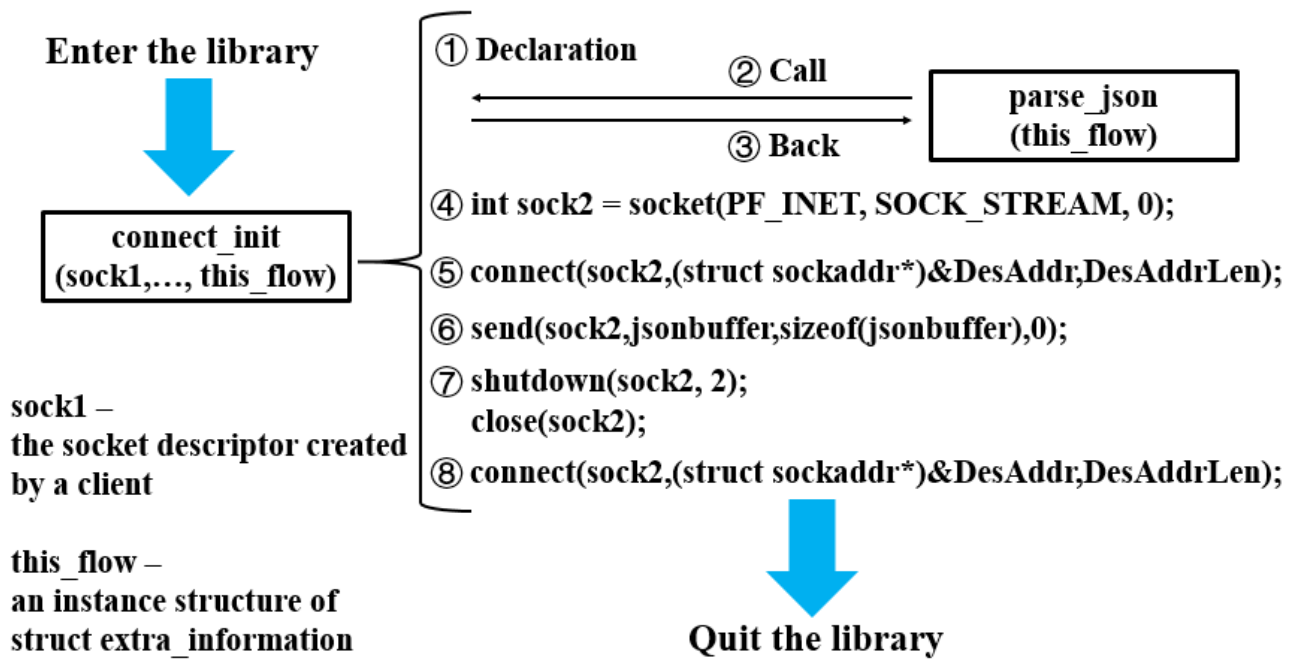 Enter the library
connect_init
(sock1,…, this_flow)
① Declaration
② Call
③ Back
parse_json
(this_flow)
④ int sock2 = socket(PF_INET, SOCK_STREAM, 0);
⑤ connect(sock2,(struct sockaddr*)&DesAddr,DesAddrLen);
⑥ send(sock2,jsonbuffer,sizeof(jsonbuffer),0);
⑦ shutdown(sock2, 2);
close(sock2);
⑧ connect(sock2,(struct sockaddr*)&DesAddr,DesAddrLen);
sock1 –
the socket descriptor created
by a client
this_flow –
an instance structure of
struct extra_information
Quit the library